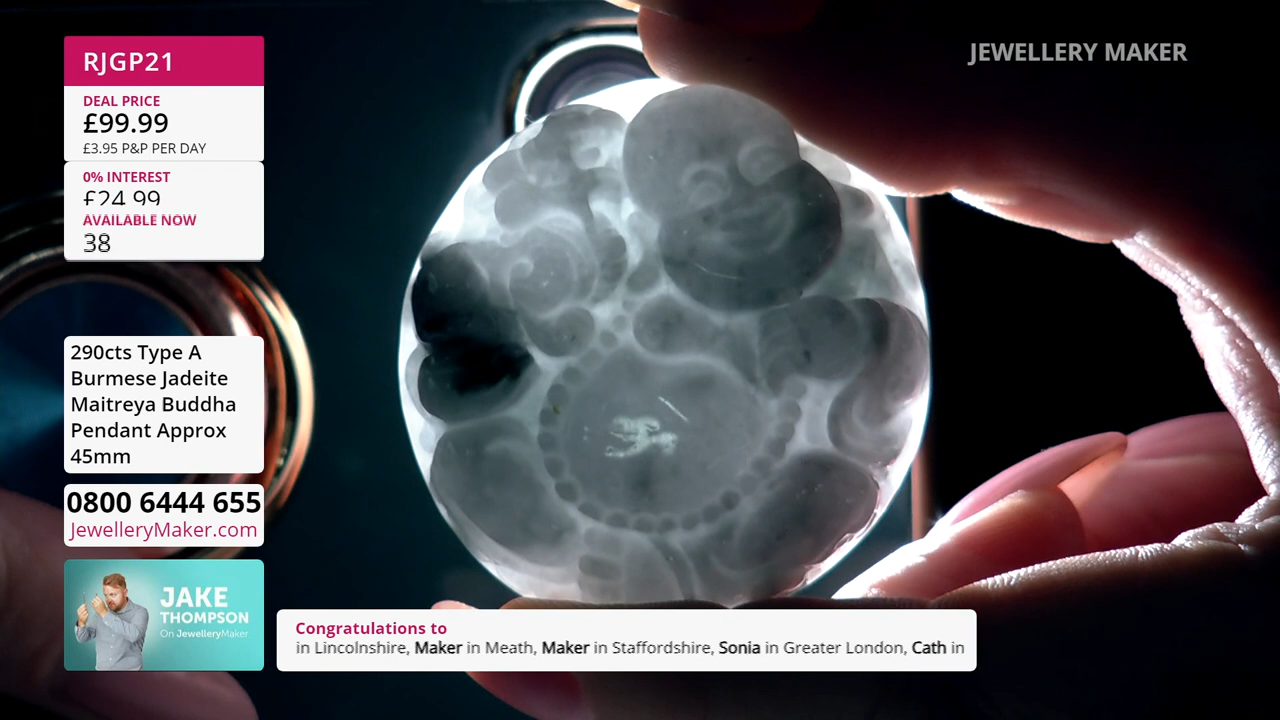 RJGP21
DEAL PRICE
£99.99
£3.95 P&P PER DAY
0% INTEREST
£24.99
AVAILABLE NOW
38
290cts Type A
Burmese Jadeite
Maitreya Buddha
Pendant Approx
45mm
0800 6444 655
JewelleryMaker.com
JAKE
THOMPSON
On JewelleryMaker
JEWELLERY MAKER
Congratulations to
in Lincolnshire, Maker in Meath, Maker in Staffordshire, Sonia in Greater London, Cath in